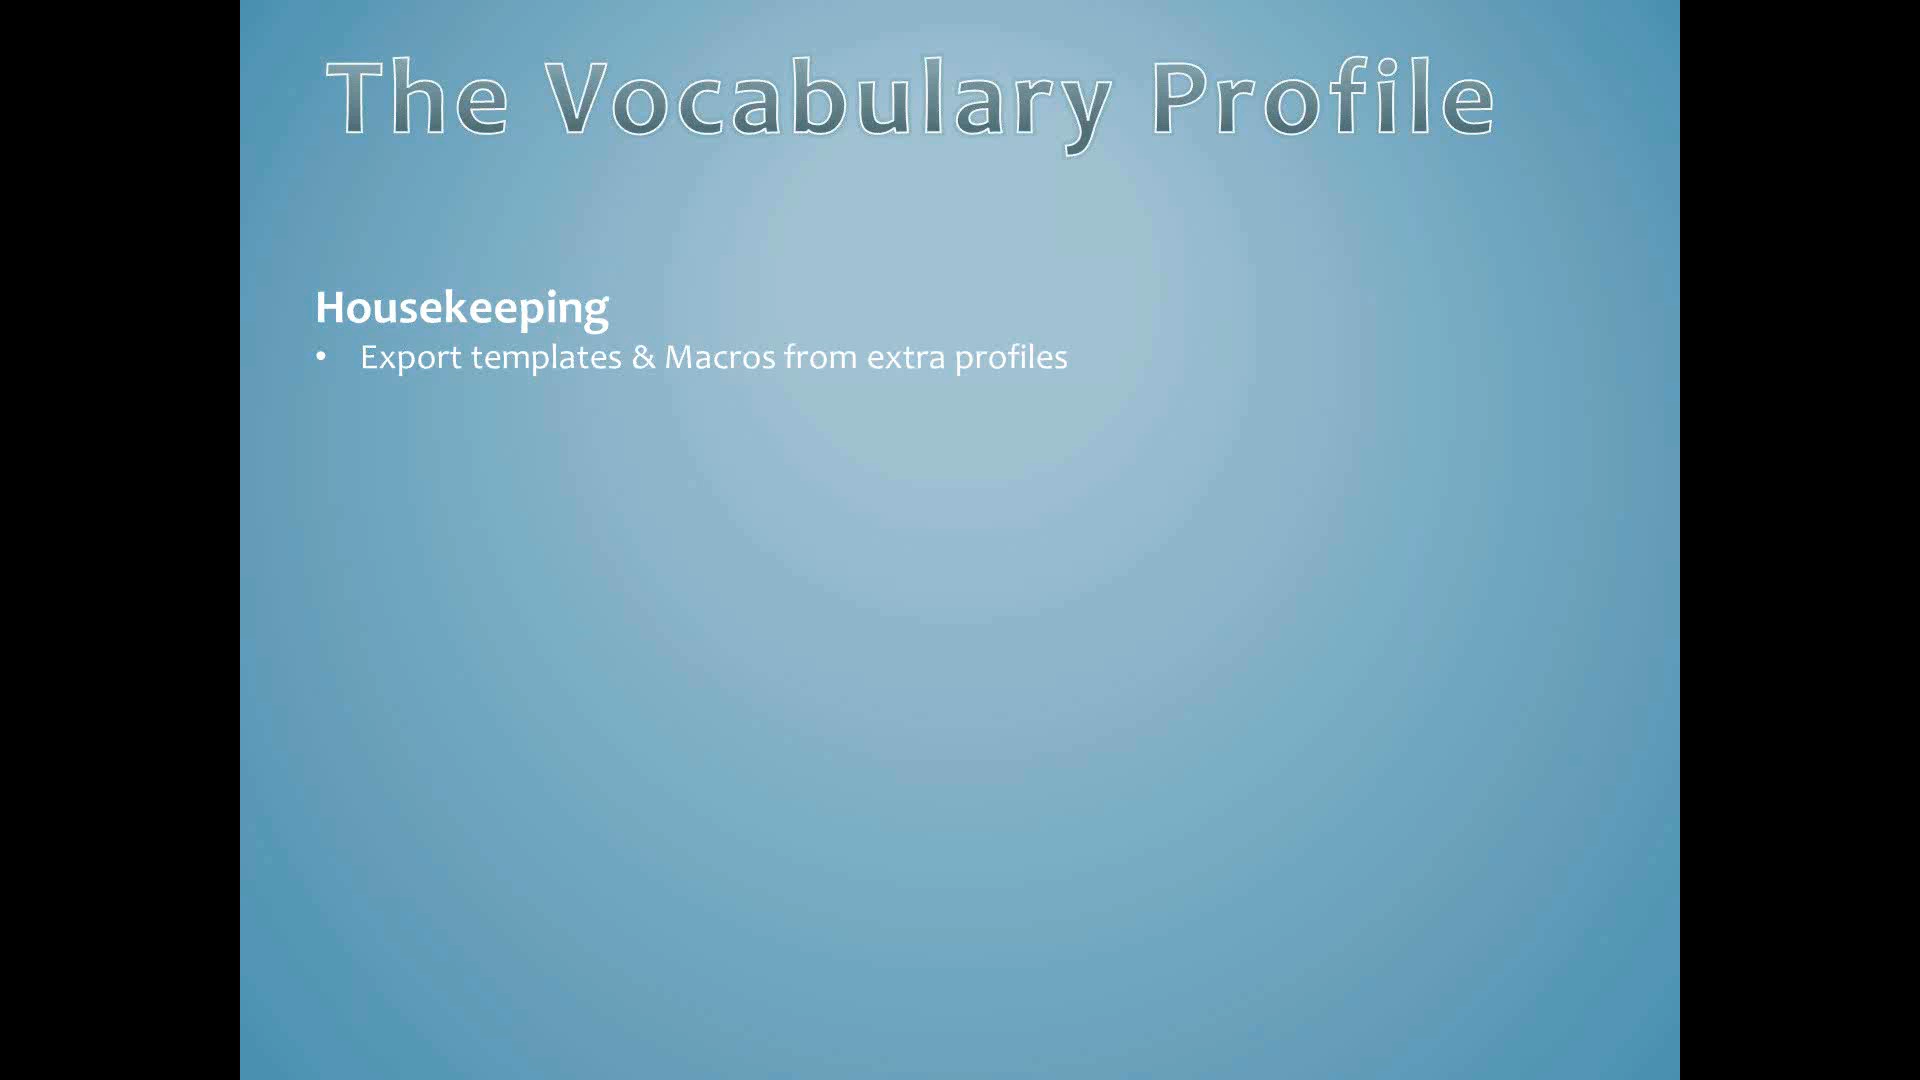 The Vocabulary Profile
Housekeeping
• Export templates & Macros from extra profiles